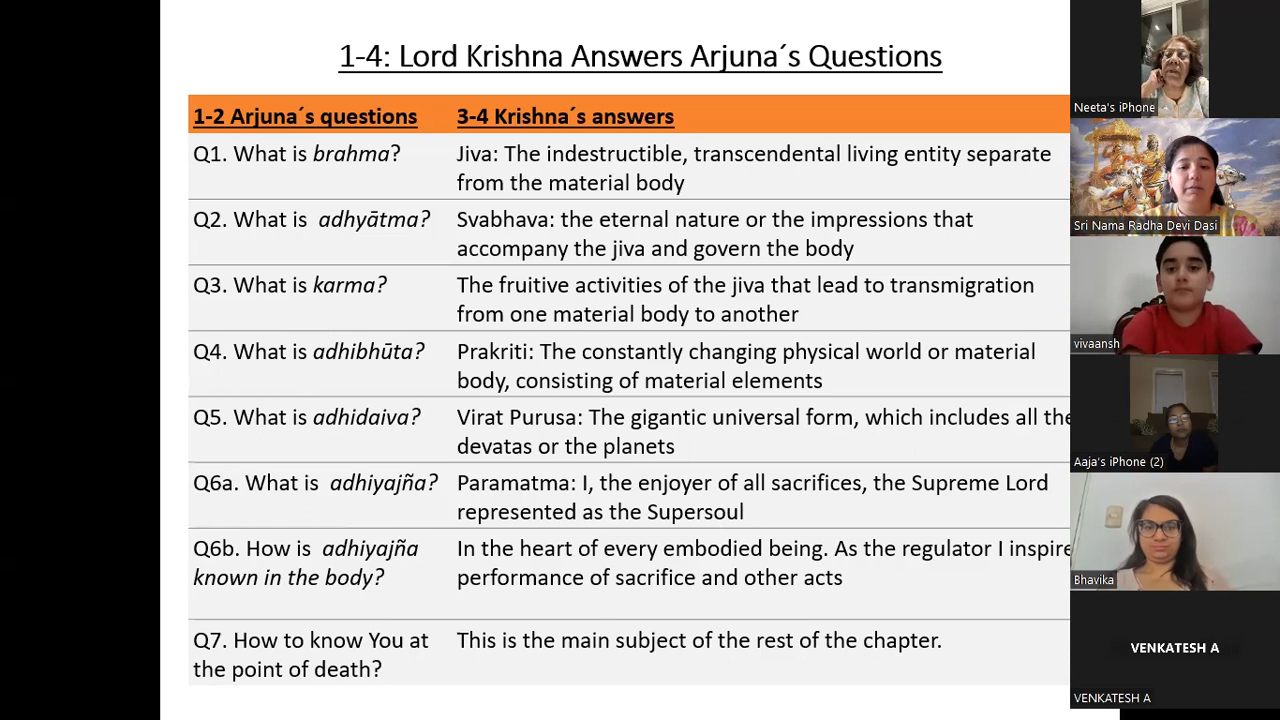 1-4: Lord Krishna Answers Arjuna´s Questions
1-2 Arjuna´s questions 3-4 Krishna´s answers
Q1. What is brahma? Jiva: The indestructible, transcendental living entity separate
from the material body
Q2. What is adhyātma? Svabhava: the eternal nature or the impressions that
accompany the jiva and govern the body
Q3. What is karma? The fruitive activities of the jiva that lead to transmigration
from one material body to another
Q4. What is adhibhūta? Prakriti: The constantly changing physical world or material
body, consisting of material elements
Q5. What is adhidaiva? Virat Purusa: The gigantic universal form, which includes all the
devatas or the planets
Q6a. What is adhiyajña? Paramatma: I, the enjoyer of all sacrifices, the Supreme Lord
represented as the Supersoul
Q6b. How is adhiyajña In the heart of every embodied being. As the regulator I inspire
known in the body? performance of sacrifice and other acts
Q7. How to know You at This is the main subject of the rest of the chapter.
the point of death?
Neeta's iPhone
Sri Nama Radha Devi Dasi
vivaansh
Aaja's iPhone (2)
Bhavika
VENKATESH A
VENKATESH A